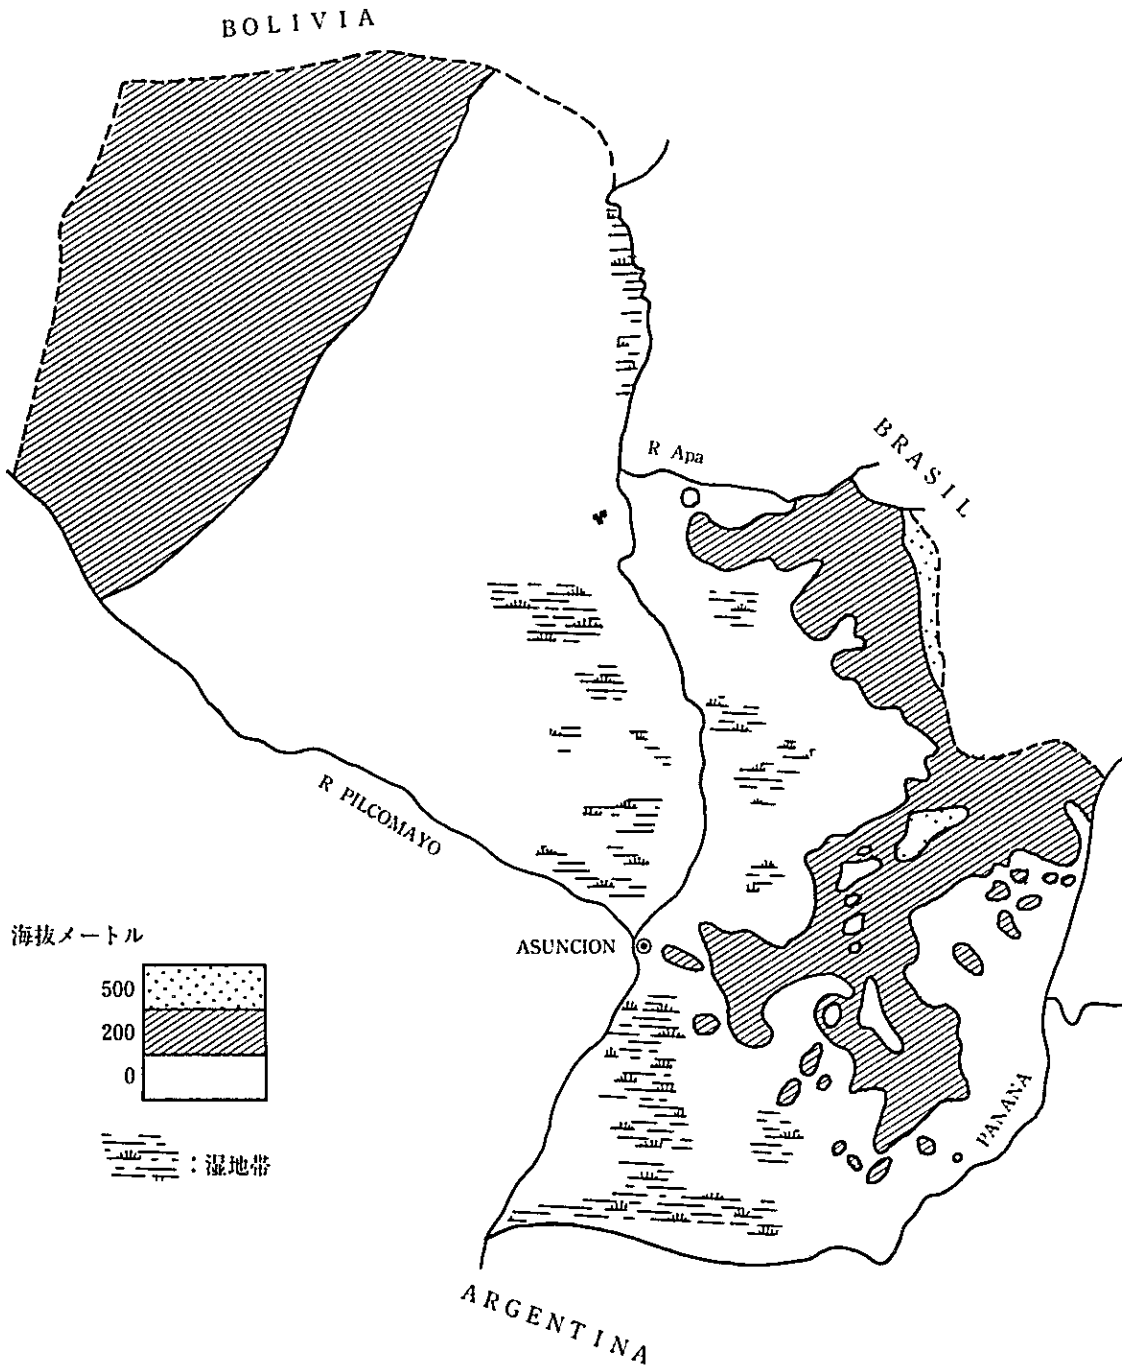 BOLIVIA
BRASIL
R Apa
R PILCOMAYO
ASUNCION
海抜メートル
500
200
0
PANANA
：湿地帯
ARGENTINA